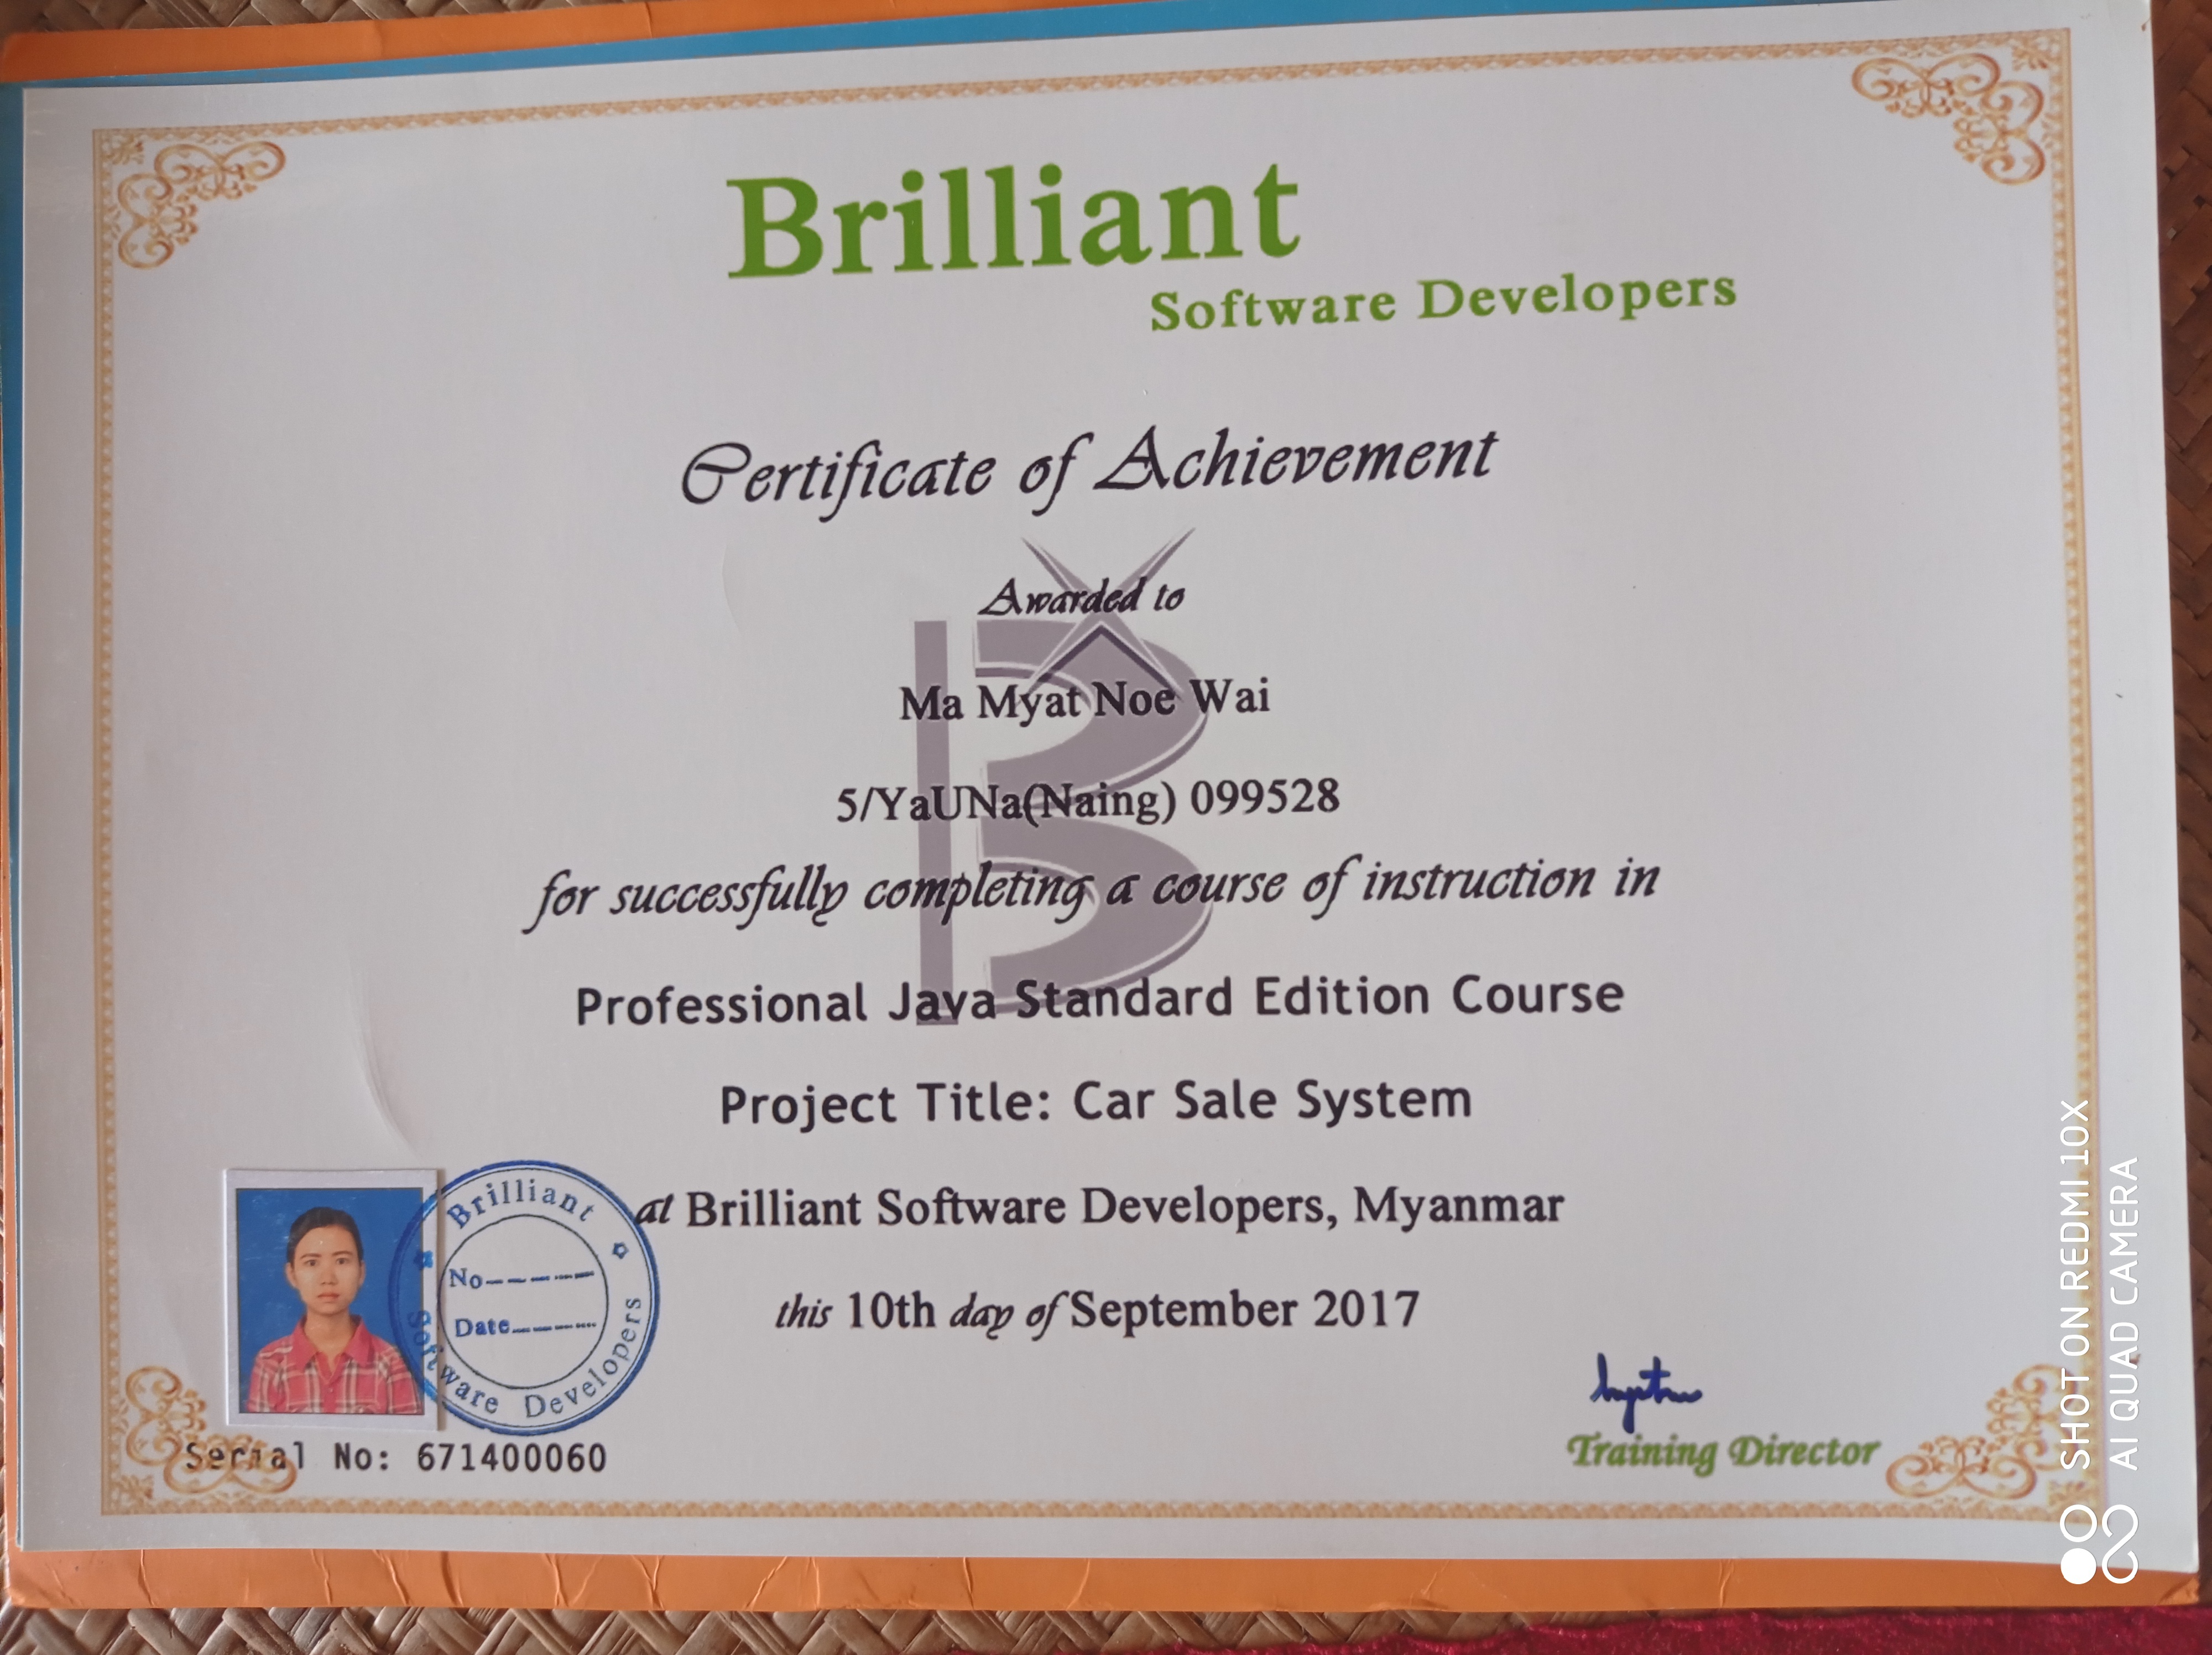 Brilliant
Software Developers
Certificate of Achievement
Awarded to
Ma Myat Noe Wai
5/YaUNa(Naing) 099528
for successfully completing a course of instruction in
Professional Java Standard Edition Course
Project Title: Car Sale System
at Brilliant Software Developers, Myanmar
this 10th day of September 2017
Brilliant
No
Date
Software Developers
Serial No: 671400060
Training Director
SHOT ON REDMI 10X
AI QUAD CAMERA